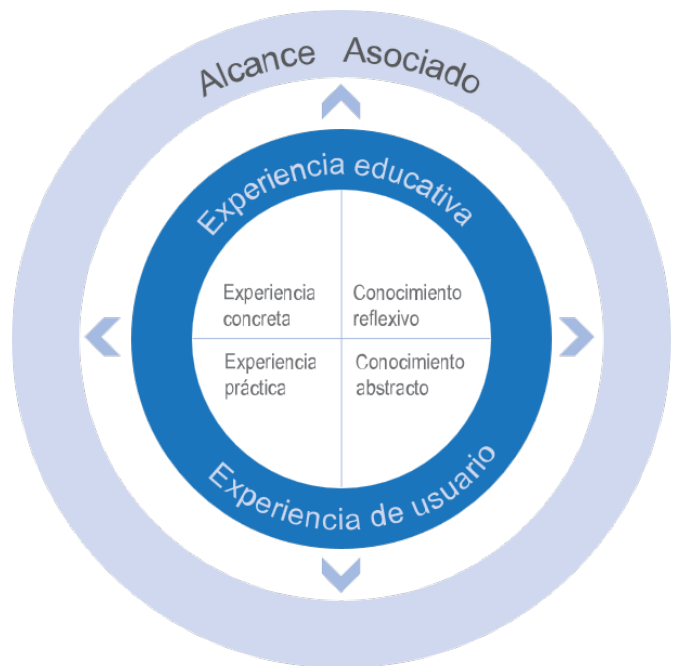 Alcance Asociado
Experiencia educativa
Experiencia
concreta
Conocimiento
reflexivo
Experiencia
práctica
Conocimiento
abstracto
Experiencia de usuario